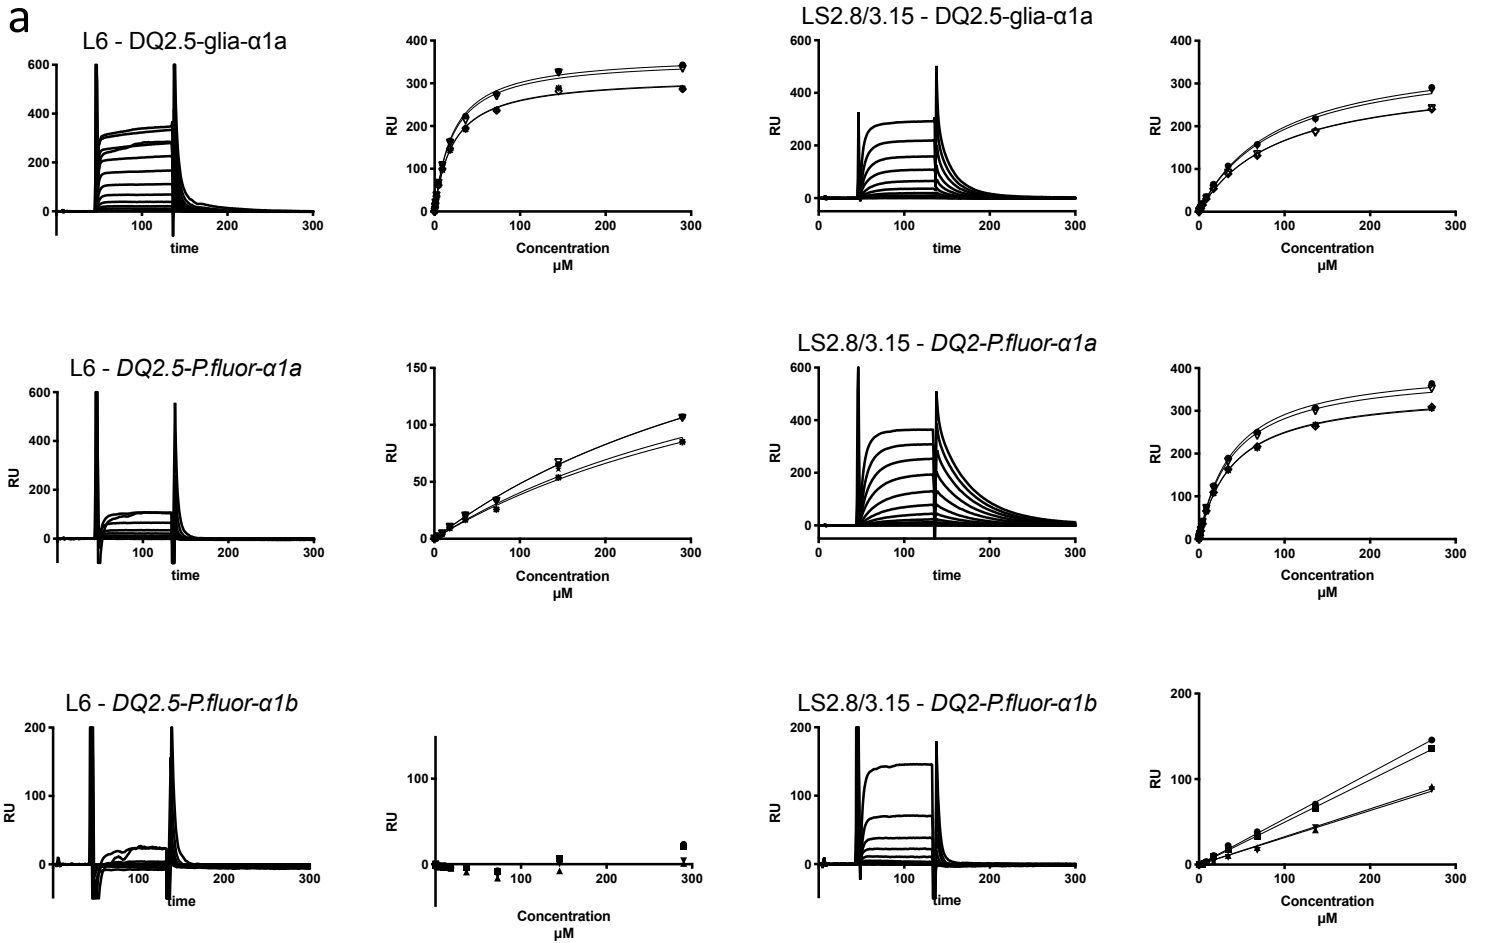 a
L6 - DQ2.5-glia-α1a
600
400
200
0
100
200
300
time
400
300
200
100
0
RU
0
100
200
300
Concentration
µM
LS2.8/3.15 - DQ2.5-glia-α1a
600
400
200
0
RU
0
100
200
300
time
400
300
200
100
0
RU
0
100
200
300
Concentration
µM
L6 - DQ2.5-P.fluor-α1a
600
400
200
0
RU
100
200
300
time
150
100
50
0
RU
0
100
200
300
Concentration
µM
LS2.8/3.15 - DQ2-P.fluor-α1a
600
400
200
0
RU
0
100
200
300
time
400
300
200
100
0
RU
0
100
200
300
Concentration
µM
L6 - DQ2.5-P.fluor-α1b
200
100
0
RU
100
200
300
time
100
0
RU
100
200
300
Concentration
µM
LS2.8/3.15 - DQ2-P.fluor-α1b
200
100
0
RU
100
200
300
time
200
100
0
RU
0
100
200
300
Concentration
µM